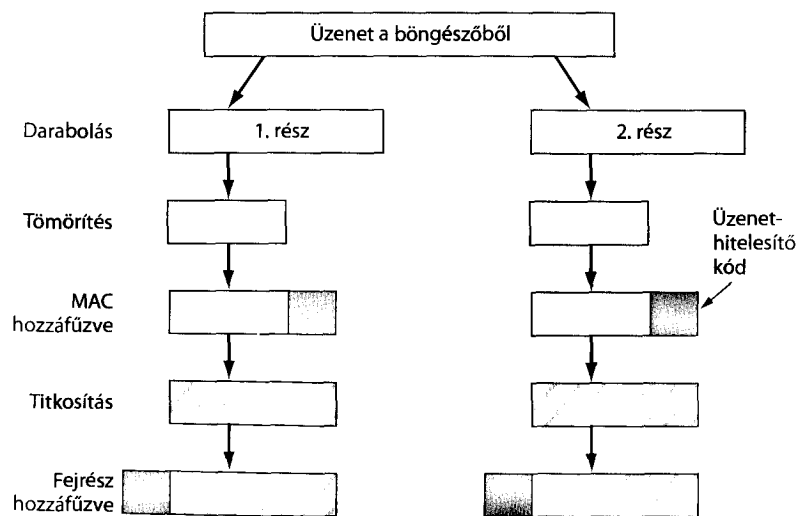 Üzenet a böngészőből
Darabolás
1. rész
2. rész
Tömörítés
Üzenet-
hitelesítő
kód
MAC
hozzáfűzve
Titkosítás
Fejrész
hozzáfűzve